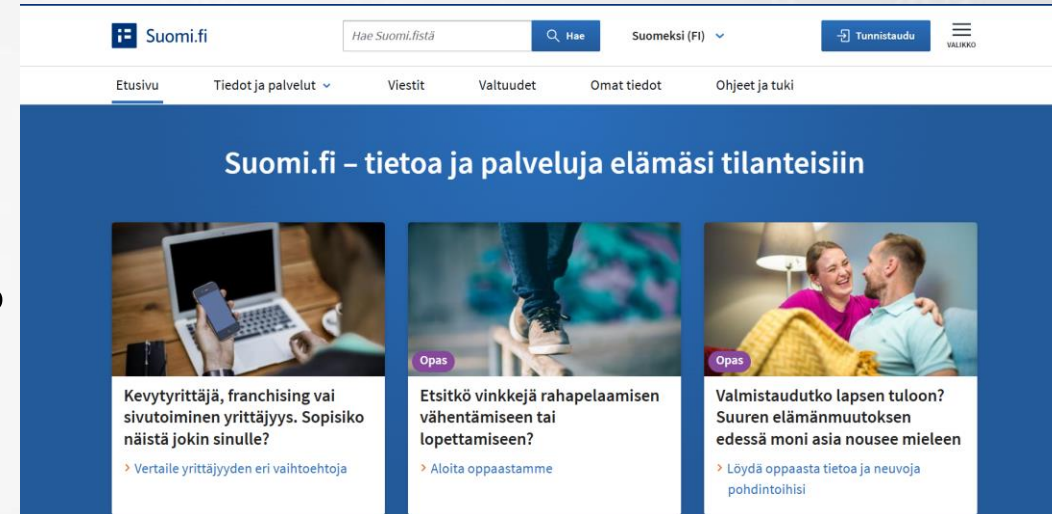 Suomi.fi
Hae Suomi.fistä
Hae
Suomeksi (FI)
Tunnistaudu
VALIKKO
Etusivu
Tiedot ja palvelut
Viestit
Valtuudet
Omat tiedot
Ohjeet ja tuki
Suomi.fi – tietoa ja palveluja elämäsi tilanteisiin
Kevytyrittäjä, franchising vai
sivutoiminen yrittäjyys. Sopisiko
näistä jokin sinulle?
Vertaile yrittäjyyden eri vaihtoehtoja
Opas
Etsitkö vinkkejä rahapelaamisen
vähentämiseen tai
lopettamiseen?
Aloita oppaastamme
Opas
Valmistaudutko lapsen tuloon?
Suuren elämänmuutoksen
edessä moni asia nousee mieleen
Löydä oppaasta tietoa ja neuvoja
pohdintoihisi